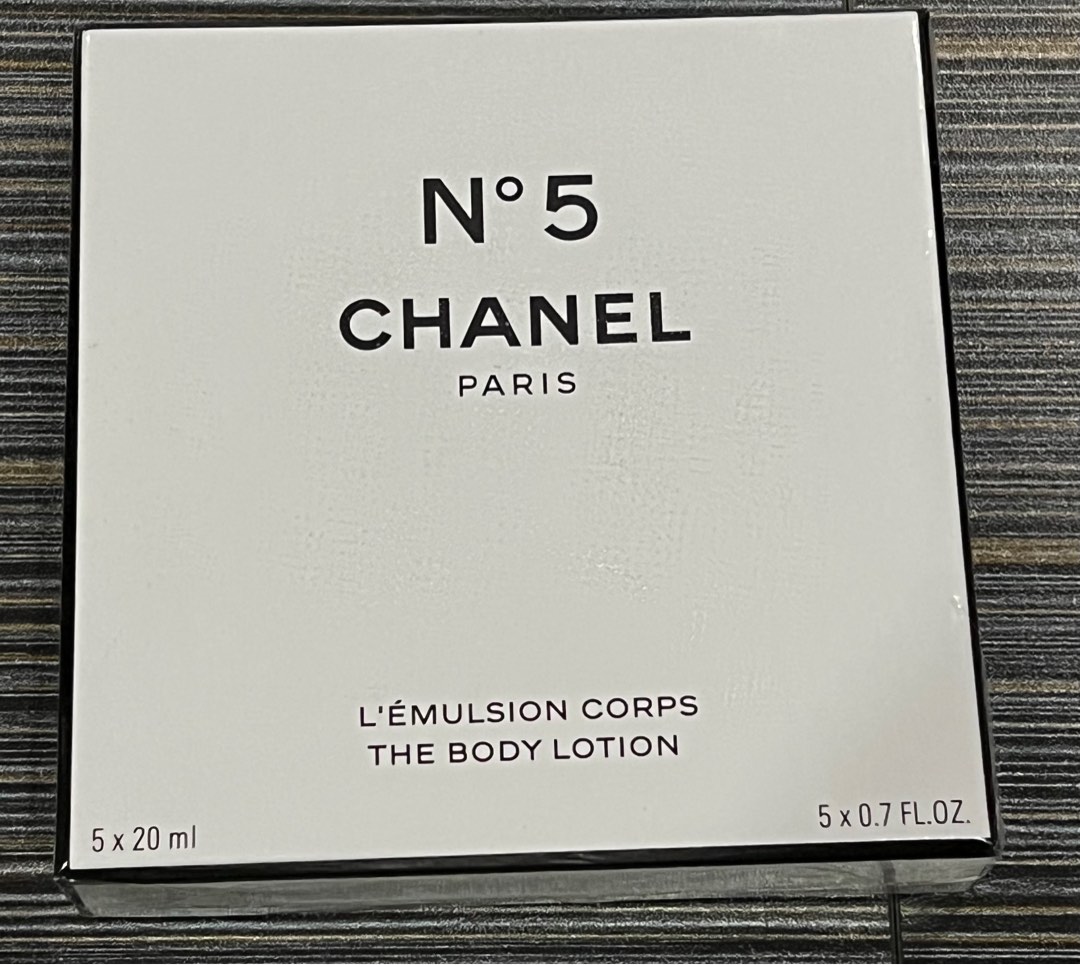 N°5
CHANEL
PARIS
L'ÉMULSION CORPS
THE BODY LOTION
5 x 20 ml
5 x 0.7 FL.OZ.